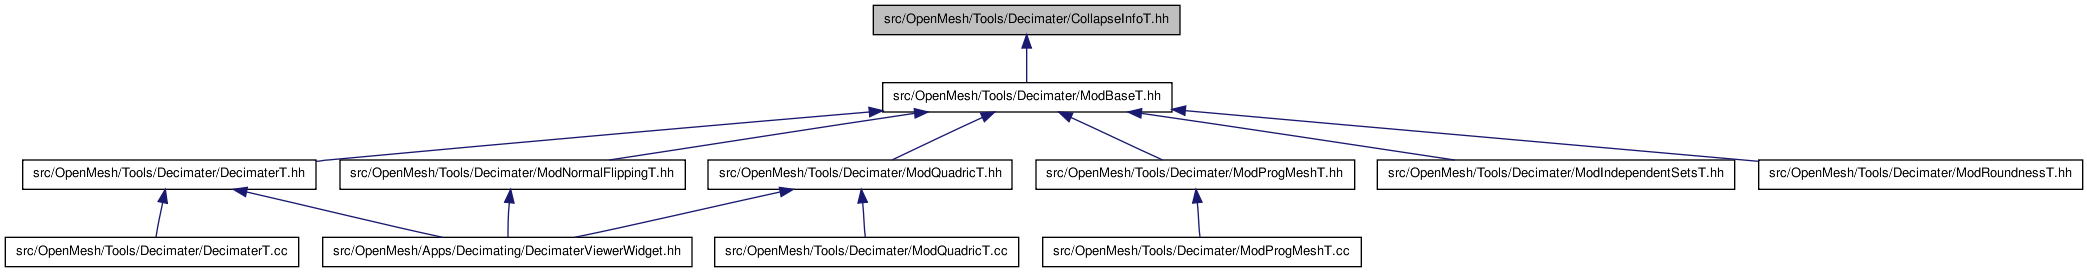 src/OpenMesh/Tools/Decimater/CollapseInfoT.hh
src/OpenMesh/Tools/Decimater/ModBaseT.hh
src/OpenMesh/Tools/Decimater/DecimaterT.hh
src/OpenMesh/Tools/Decimater/ModNormalFlippingT.hh
src/OpenMesh/Tools/Decimater/ModQuadricT.hh
src/OpenMesh/Tools/Decimater/ModProgMeshT.hh
src/OpenMesh/Tools/Decimater/ModIndependentSetsT.hh
src/OpenMesh/Tools/Decimater/ModRoundnessT.hh
src/OpenMesh/Tools/Decimater/DecimaterT.cc
src/OpenMesh/Apps/Decimating/DecimaterViewerWidget.hh
src/OpenMesh/Tools/Decimater/ModQuadricT.cc
src/OpenMesh/Tools/Decimater/ModProgMeshT.cc